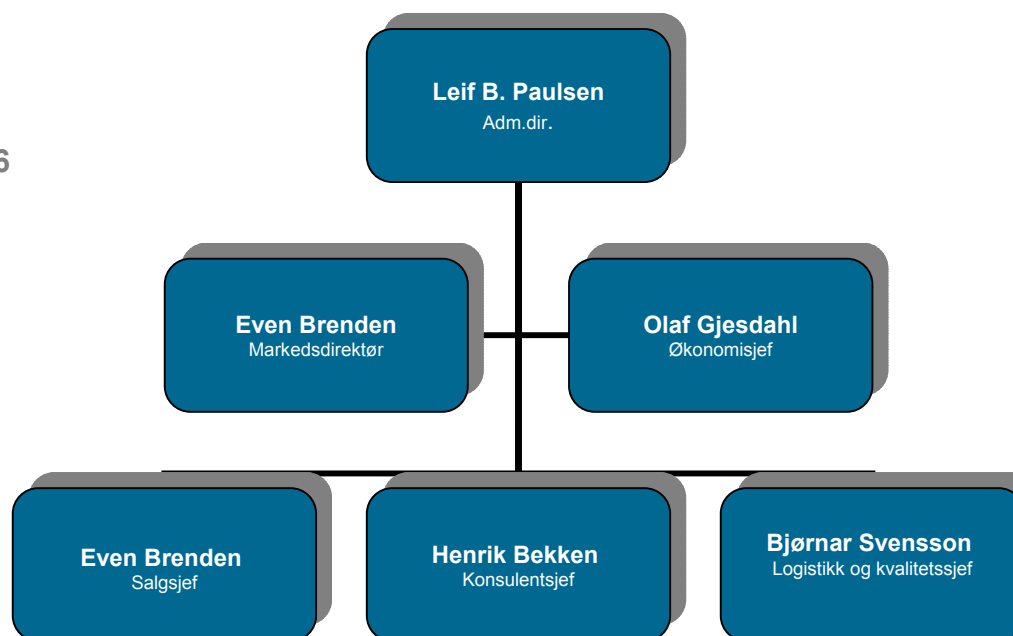 Leif B. Paulsen
Adm.dir.
6
Even Brenden
Markedsdirektør
Olaf Gjesdahl
Økonomisjef
Even Brenden
Salgsjef
Henrik Bekken
Konsulentsjef
Bjørnar Svensson
Logistikk og kvalitetssjef